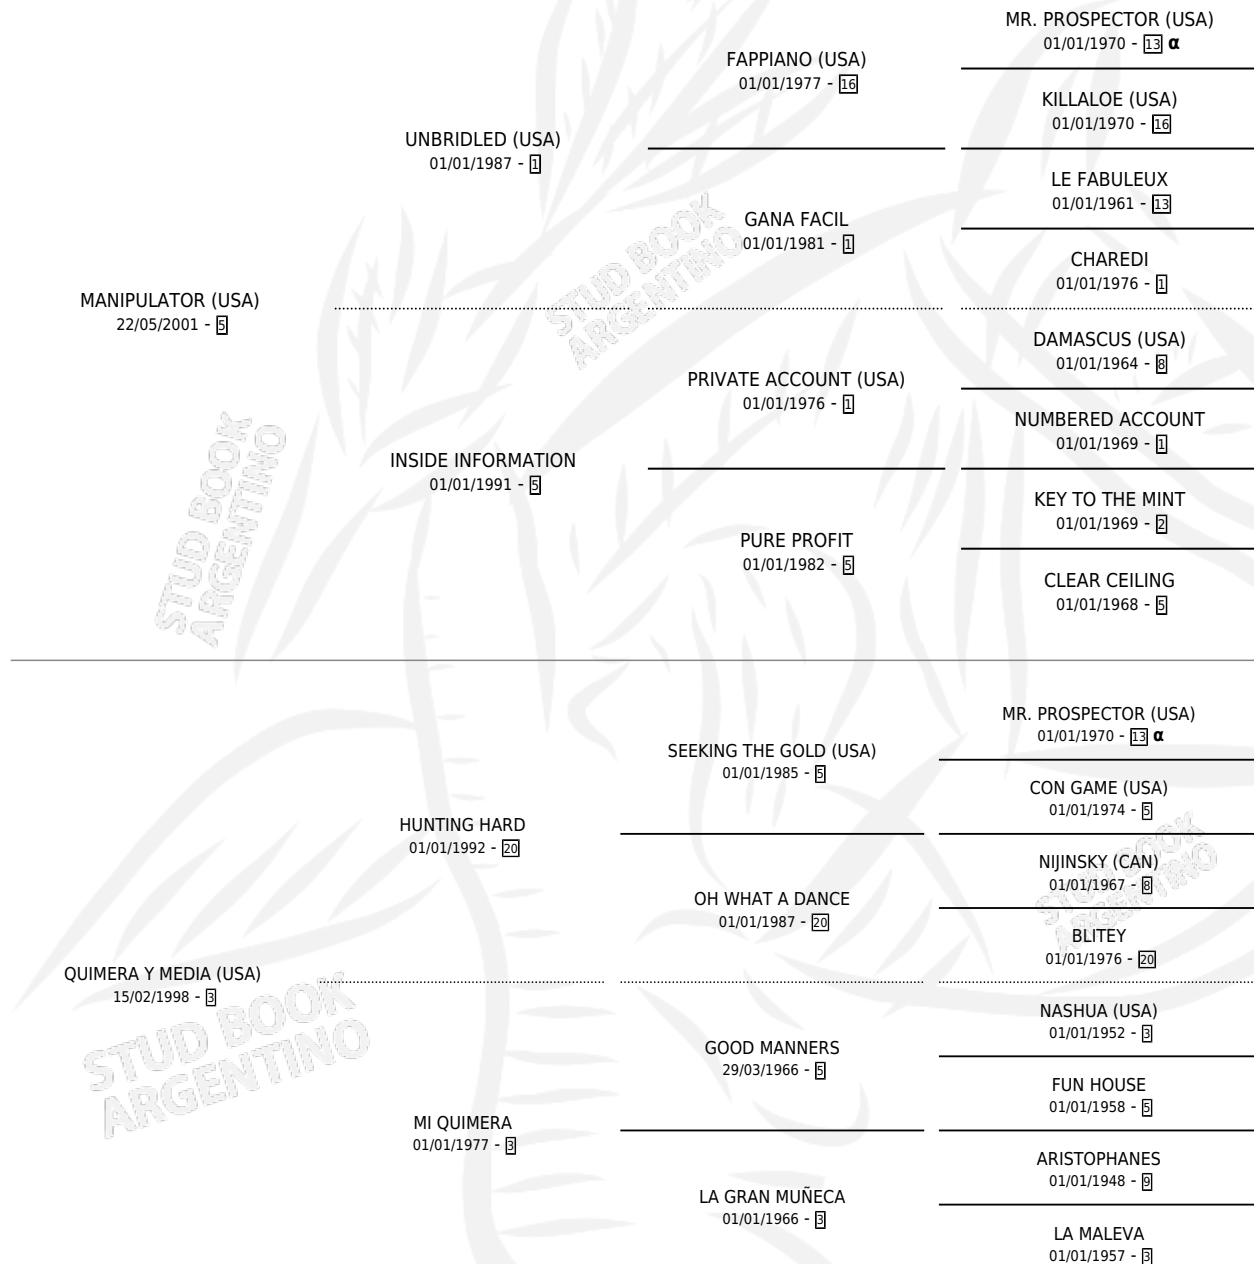 MR. PROSPECTOR (USA)
01/01/1970 - 13 α
FAPPIANO (USA)
01/01/1977 - 16
KILLALOE (USA)
01/01/1970 - 16
UNBRIDLED (USA)
01/01/1987 - 1
LE FABULEUX
01/01/1961 - 13
GANA FACIL
01/01/1981 - 1
CHAREDI
01/01/1976 - 1
MANIPULATOR (USA)
22/05/2001 - 5
DAMASCUS (USA)
01/01/1964 - 8
PRIVATE ACCOUNT (USA)
01/01/1976 - 1
NUMBERED ACCOUNT
01/01/1969 - 1
INSIDE INFORMATION
01/01/1991 - 5
KEY TO THE MINT
01/01/1969 - 2
PURE PROFIT
01/01/1982 - 5
CLEAR CEILING
01/01/1968 - 5
MR. PROSPECTOR (USA)
01/01/1970 - 13 α
SEEKING THE GOLD (USA)
01/01/1985 - 5
CON GAME (USA)
01/01/1974 - 5
HUNTING HARD
01/01/1992 - 20
NIJINSKY (CAN)
01/01/1967 - 8
OH WHAT A DANCE
01/01/1987 - 20
BLITEY
01/01/1976 - 20
QUIMERA Y MEDIA (USA)
15/02/1998 - 3
NASHUA (USA)
01/01/1952 - 3
GOOD MANNERS
29/03/1966 - 5
FUN HOUSE
01/01/1958 - 5
MI QUIMERA
01/01/1977 - 3
ARISTOPHANES
01/01/1948 - 9
LA GRAN MUÑECA
01/01/1966 - 3
LA MALEVA
01/01/1957 - 3
STUD BOOK
ARGENTINO
STUD BOOK
ARGENTINO
STUD BOOK
ARGENTINO
STUD BOOK
ARGENTINO